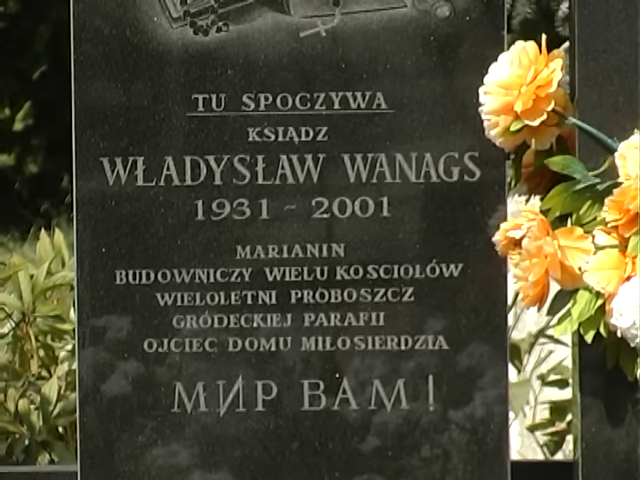 TU SPOCZYWA
KSIĄDZ
WŁADYSŁAW WANAGS
1931 - 2001
MARIANIN
BUDOWNICZY WIELU KOSCIOŁÓW
WIELOLETNI PROBOSZCZ
GRÓDECKIEJ PARAFII
OJCIEC DOMU MIŁOSIERDZIA
МИР ВАМ!